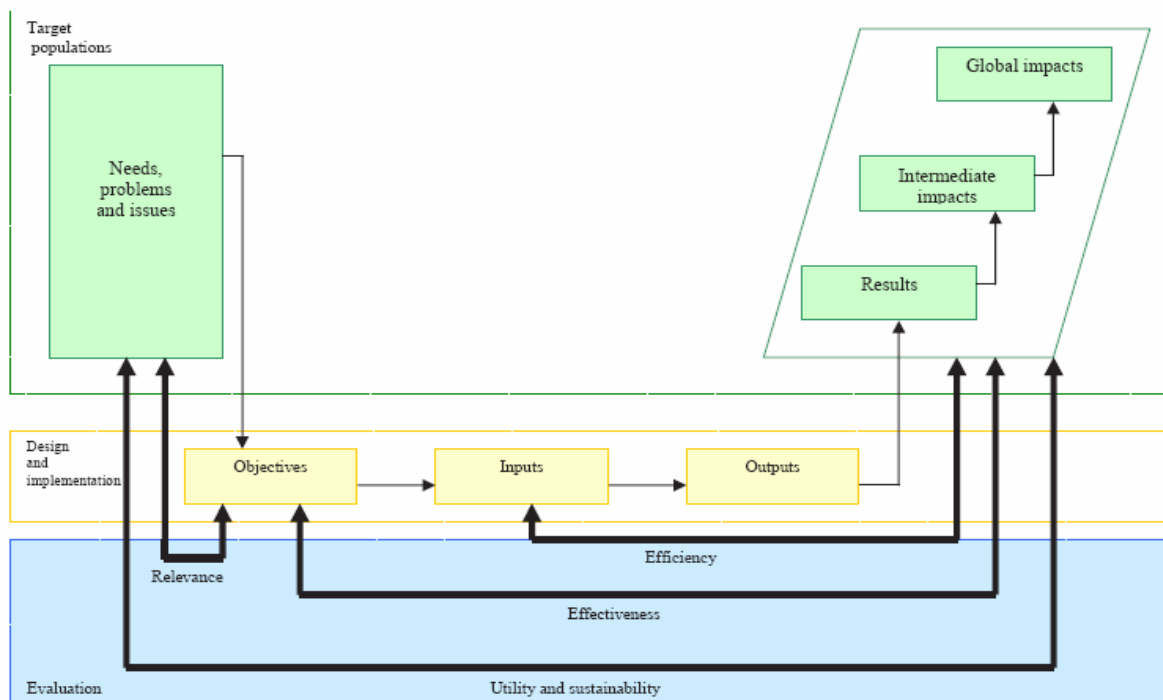 Target
populations
Global impacts
Needs,
problems
and issues
Intermediate
impacts
Results
Design
and
implementation
Objectives
Inputs
Outputs
Efficiency
Relevance
Effectiveness
Evaluation
Utility and sustainability